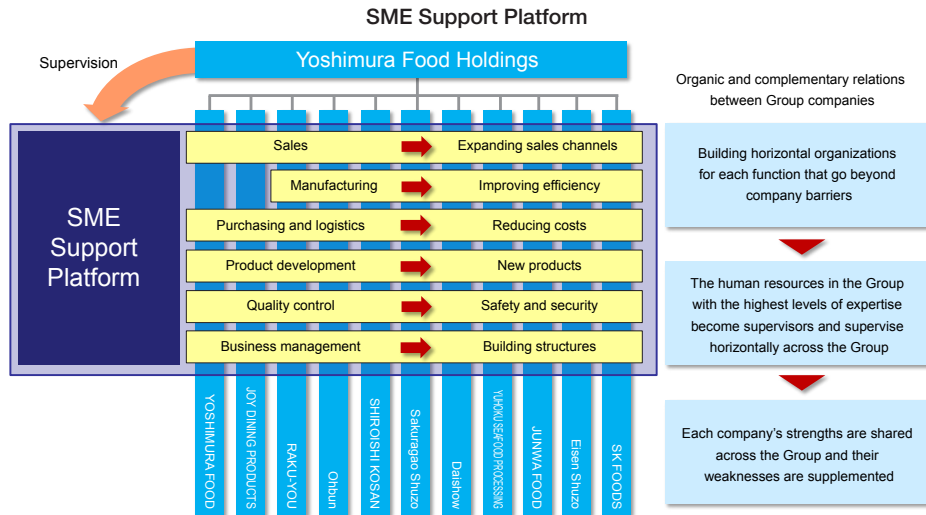 SME Support Platform
Yoshimura Food Holdings
Supervision
SME
Support
Platform
Sales
Expanding sales channels
Manufacturing
Improving efficiency
Purchasing and logistics
Reducing costs
Product development
New products
Quality control
Safety and security
Business management
Building structures
YOSHIMURA FOOD
JOY DINING PRODUCTS
RAKU-YOU
Ohbun
SHIROISHI KOSAN
Sakuragao Shuzo
Daishow
YUHOKU SEAFOOD PROCESSING
JUNWA FOOD
Eisen Shuzo
SK FOODS
Organic and complementary relations
between Group companies
Building horizontal organizations
for each function that go beyond
company barriers
The human resources in the Group
with the highest levels of expertise
become supervisors and supervise
horizontally across the Group
Each company's strengths are shared
across the Group and their
weaknesses are supplemented